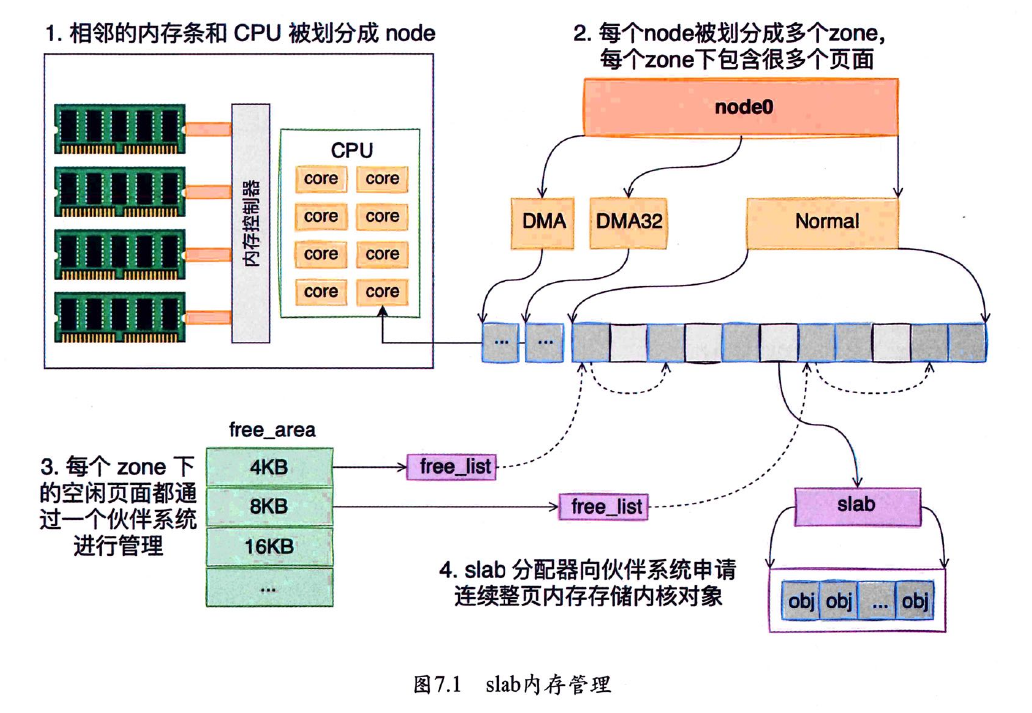 1. 相邻的内存条和 CPU 被划分成 node
内存控制器
CPU
core
core
core
core
core
core
core
core
2. 每个node被划分成多个zone,
每个zone下包含很多个页面
node0
DMA
DMA32
Normal
...
...
3. 每个 zone 下
的空闲页面都通
过一个伙伴系统
进行管理
free_area
4KB
8KB
16KB
...
free_list
free_list
4. slab 分配器向伙伴系统申请
连续整页内存存储内核对象
slab
obj
obj
...
obj
图7.1 slab内存管理